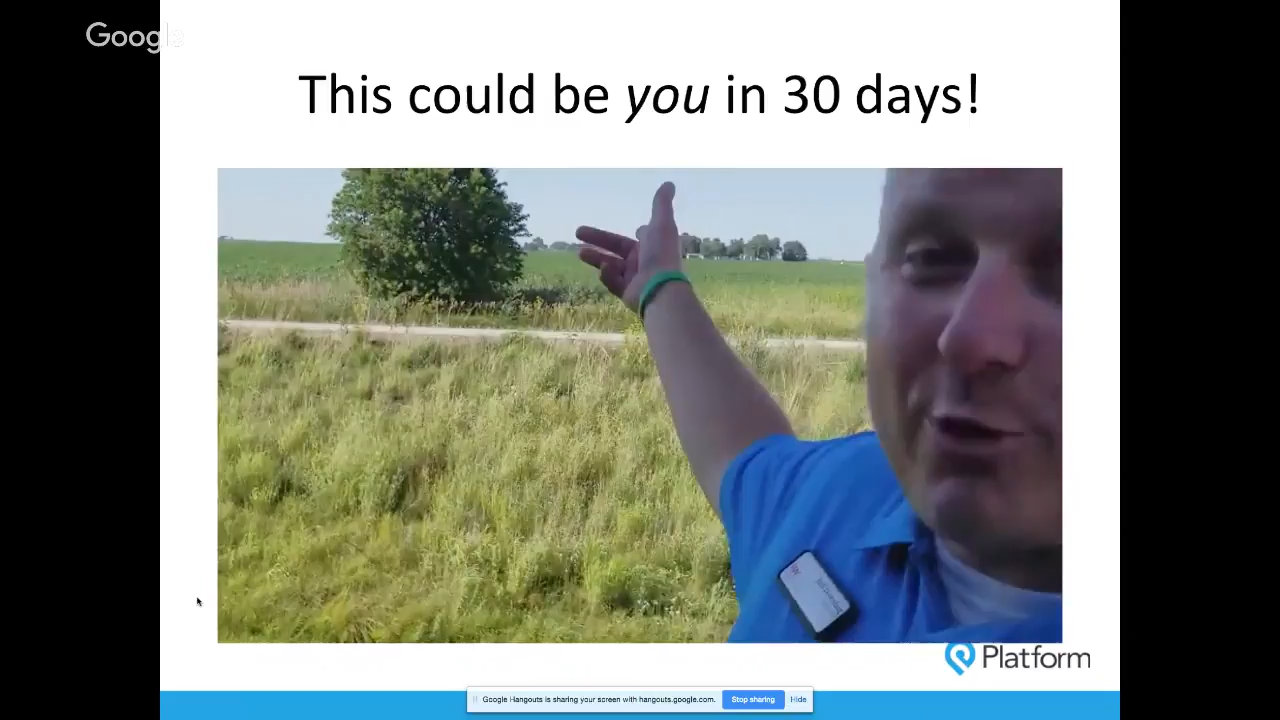 Google
This could be you in 30 days!
Platform
Google Hangouts is sharing your screen with hangouts.google.com.
Stop sharing
Hide